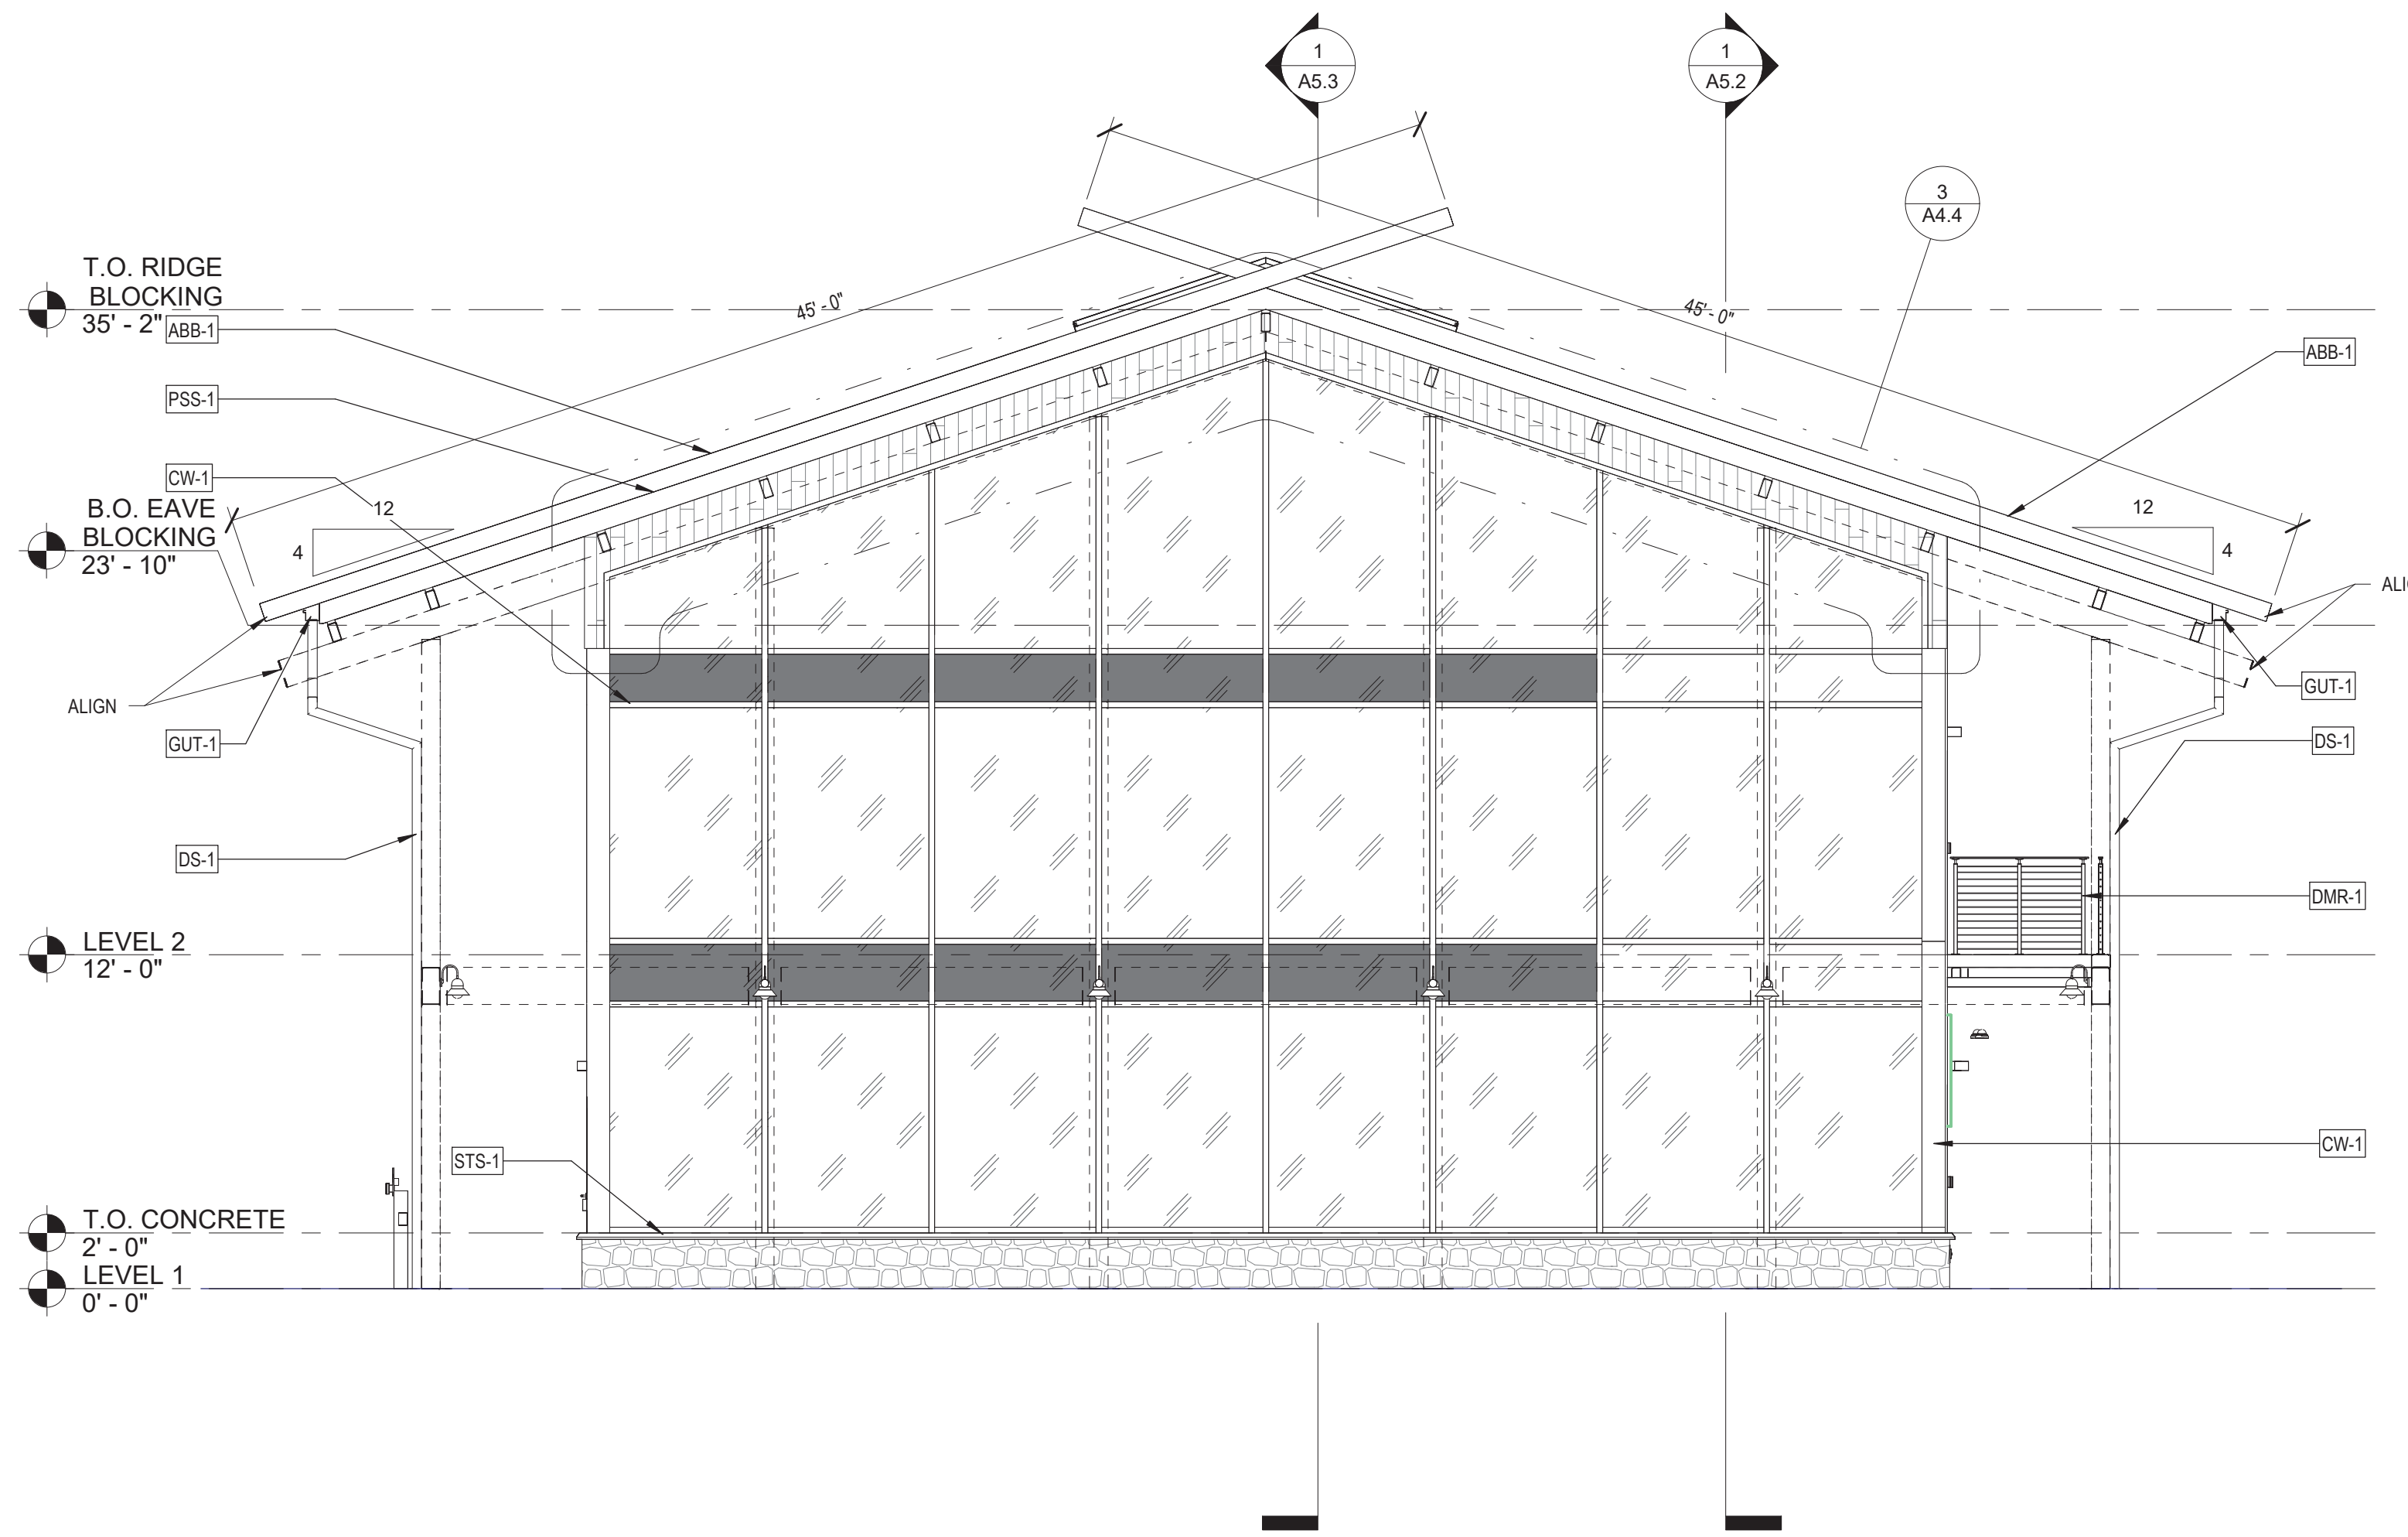 1
A5.3
1
A5.2
3
A4.4
T.O. RIDGE
BLOCKING
35' - 2"
ABB-1
45' - 0"
45' - 0"
ABB-1
PSS-1
CW-1
12
4
12
4
B.O. EAVE
BLOCKING
23' - 10"
ALI
ALIGN
GUT-1
GUT-1
DS-1
DS-1
DMR-1
LEVEL 2
12' - 0"
STS-1
CW-1
T.O. CONCRETE
2' - 0"
LEVEL 1
0' - 0"